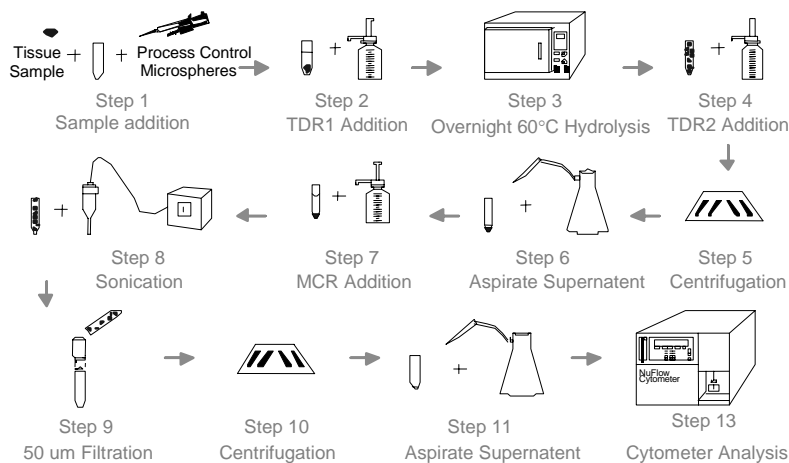 Tissue Sample + + Process Control Microspheres
Step 1
Sample addition
+
Step 2
TDR1 Addition
Step 3
Overnight 60°C Hydrolysis
+
Step 4
TDR2 Addition
Step 5
Centrifugation
+
Step 6
Aspirate Supernatent
+
Step 7
MCR Addition
+
Step 8
Sonication
Step 9
50 um Filtration
Step 10
Centrifugation
+
Step 11
Aspirate Supernatent
NuFlow
Cytometer
Step 13
Cytometer Analysis